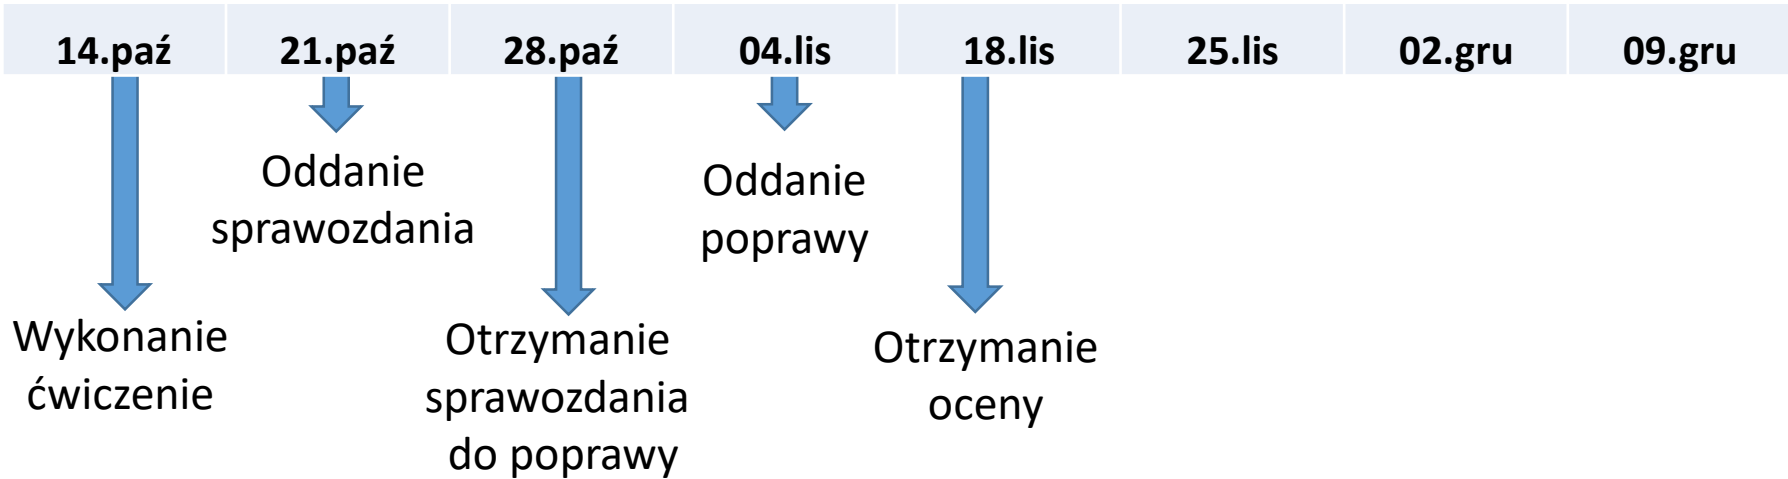 14.paź 21.paź 28.paź 04.lis 18.lis 25.lis 02.gru 09.gru
Oddanie
sprawozdania
Oddanie
poprawy
Wykonanie
ćwiczenie
Otrzymanie
sprawozdania
do poprawy
Otrzymanie
oceny